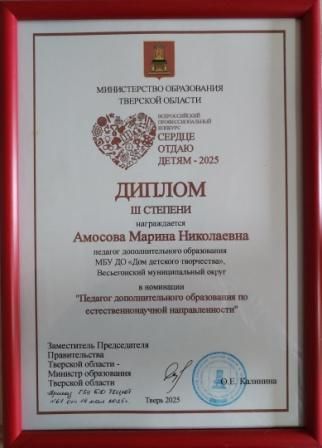 МИНИСТЕРСТВО ОБРАЗОВАНИЯ
ТВЕРСКОЙ ОБЛАСТИ
ВСЕРОССИЙСКИЙ
ПРОФЕССИОНАЛЬНЫЙ
КОНКУРС
СЕРДЦЕ
ОТДАЮ
ДЕТЯМ - 2025
ДИПЛОМ
III СТЕПЕНИ
награждается
Амосова Марина Николаевна
педагог дополнительного образования
МБУ ДО «Дом детского творчества»,
Весьегонский муниципальный округ
в номинации
"Педагог дополнительного образования по
естественнонаучной направленности"
Заместитель Председателя
Правительства
Тверской области -
Министр образования
Тверской области
О.Е. Калинина
Тверь 2025